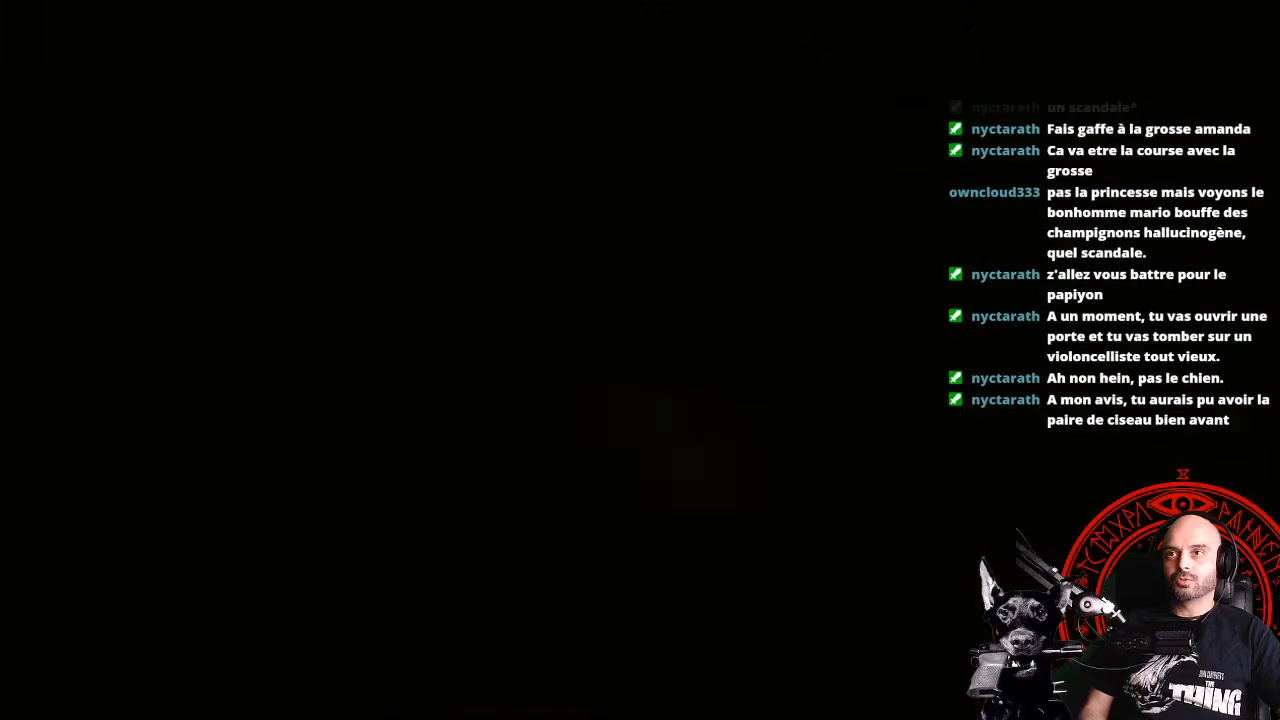 nyctarath un scandale^
nyctarath Fais gaffe à la grosse amanda
nyctarath Ca va etre la course avec la
grosse
owncloud333 pas la princesse mais voyons le
bonhomme mario bouffe des
champignons hallucinogène,
quel scandale.
nyctarath z'allez vous battre pour le
papiyon
nyctarath A un moment, tu vas ouvrir une
porte et tu vas tomber sur un
violoncelliste tout vieux.
nyctarath Ah non hein, pas le chien.
nyctarath A mon avis, tu aurais pu avoir la
paire de ciseau bien avant
THE
THING